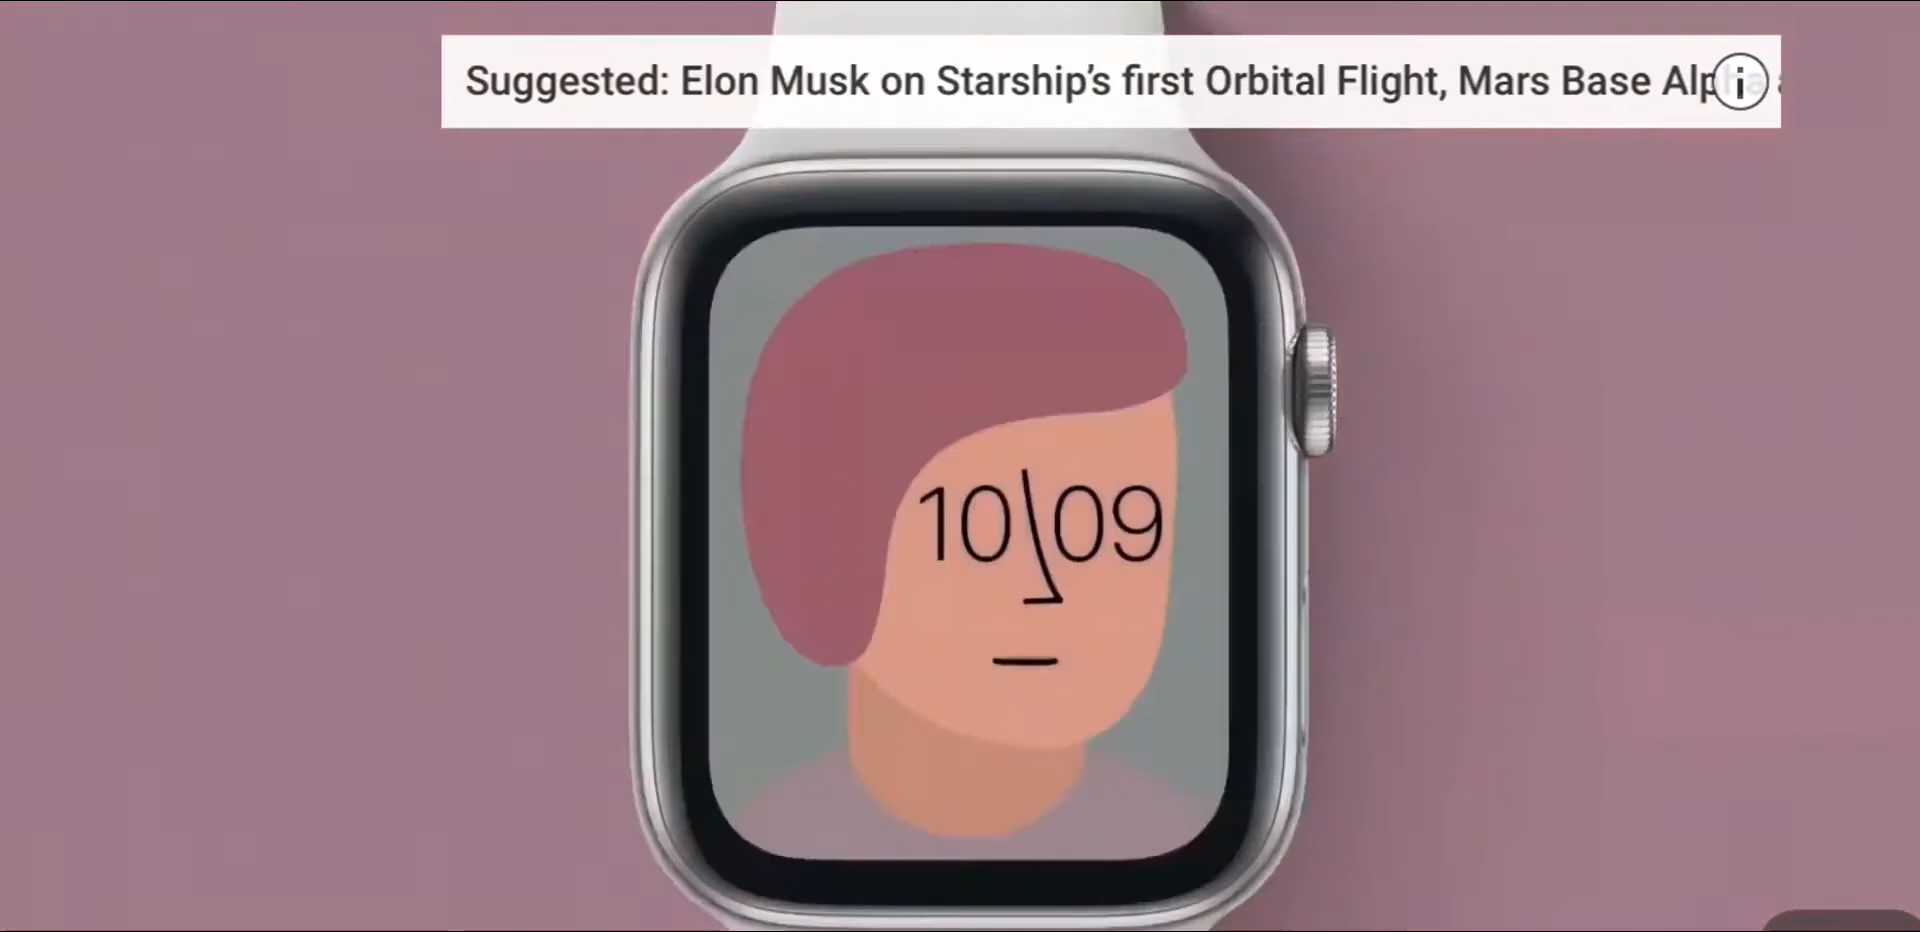 Suggested: Elon Musk on Starship’s first Orbital Flight, Mars Base Alp
10 09